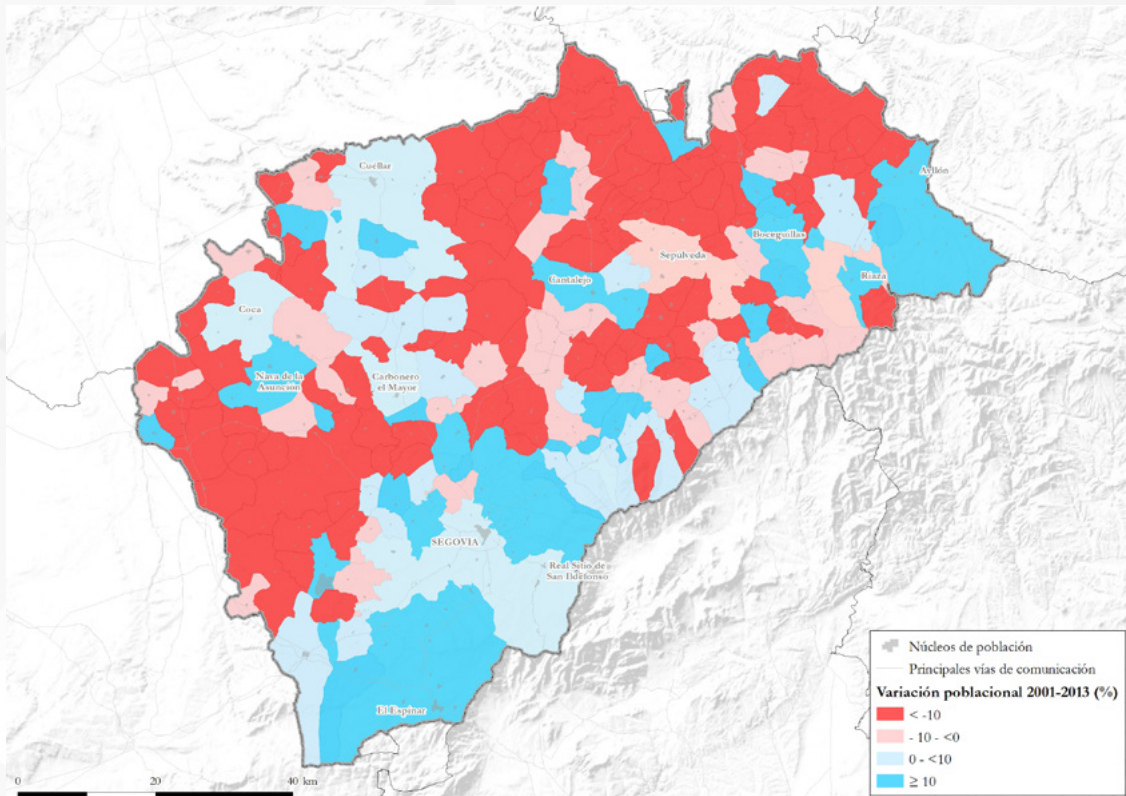 Cuéllar
Ayllón
Boceguillas
Sepulveda
Riaza
Cantalejo
Coca
Nava de la
Asunción
Carbonero
el Mayor
SEGOVIA
Real Sitio de
San Ildefonso
El Espinar
Núcleos de población
Principales vías de comunicación
Variación poblacional 2001-2013 (%)
< -10
- 10 - <0
0 - <10
≥ 10
0 20 40 km